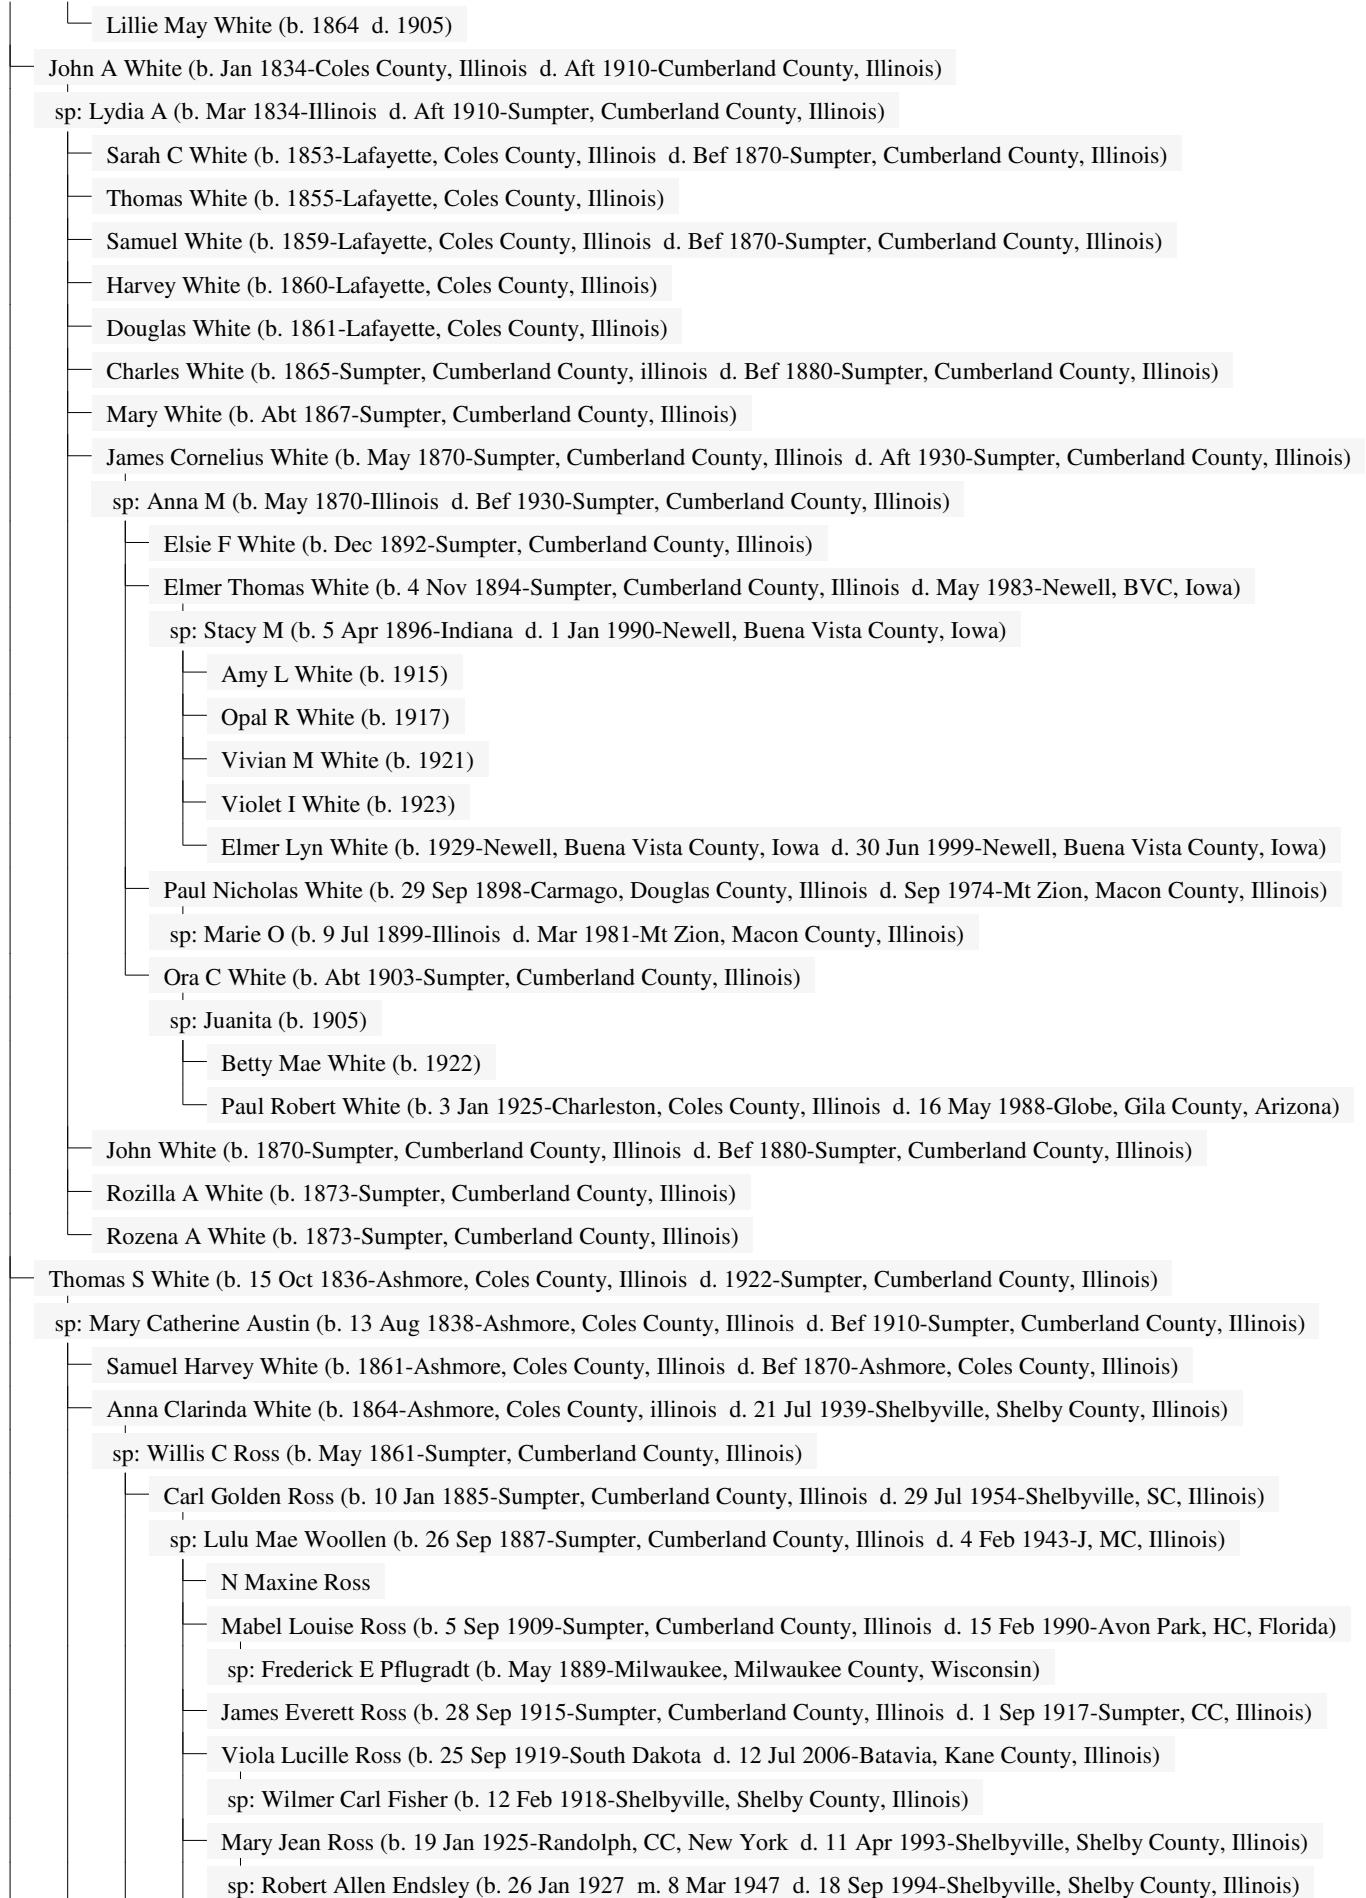 Lillie May White (b. 1864  d. 1905)
John A White (b. Jan 1834-Coles County, Illinois  d. Aft 1910-Cumberland County, Illinois)
sp: Lydia A (b. Mar 1834-Illinois  d. Aft 1910-Sumpter, Cumberland County, Illinois)
Sarah C White (b. 1853-Lafayette, Coles County, Illinois  d. Bef 1870-Sumpter, Cumberland County, Illinois)
Thomas White (b. 1855-Lafayette, Coles County, Illinois)
Samuel White (b. 1859-Lafayette, Coles County, Illinois  d. Bef 1870-Sumpter, Cumberland County, Illinois)
Harvey White (b. 1860-Lafayette, Coles County, Illinois)
Douglas White (b. 1861-Lafayette, Coles County, Illinois)
Charles White (b. 1865-Sumpter, Cumberland County, illinois  d. Bef 1880-Sumpter, Cumberland County, Illinois)
Mary White (b. Abt 1867-Sumpter, Cumberland County, Illinois)
James Cornelius White (b. May 1870-Sumpter, Cumberland County, Illinois  d. Aft 1930-Sumpter, Cumberland County, Illinois)
sp: Anna M (b. May 1870-Illinois  d. Bef 1930-Sumpter, Cumberland County, Illinois)
Elsie F White (b. Dec 1892-Sumpter, Cumberland County, Illinois)
Elmer Thomas White (b. 4 Nov 1894-Sumpter, Cumberland County, Illinois  d. May 1983-Newell, BVC, Iowa)
sp: Stacy M (b. 5 Apr 1896-Indiana  d. 1 Jan 1990-Newell, Buena Vista County, Iowa)
Amy L White (b. 1915)
Opal R White (b. 1917)
Vivian M White (b. 1921)
Violet I White (b. 1923)
Elmer Lyn White (b. 1929-Newell, Buena Vista County, Iowa  d. 30 Jun 1999-Newell, Buena Vista County, Iowa)
Paul Nicholas White (b. 29 Sep 1898-Carmago, Douglas County, Illinois  d. Sep 1974-Mt Zion, Macon County, Illinois)
sp: Marie O (b. 9 Jul 1899-Illinois  d. Mar 1981-Mt Zion, Macon County, Illinois)
Ora C White (b. Abt 1903-Sumpter, Cumberland County, Illinois)
sp: Juanita (b. 1905)
Betty Mae White (b. 1922)
Paul Robert White (b. 3 Jan 1925-Charleston, Coles County, Illinois  d. 16 May 1988-Globe, Gila County, Arizona)
John White (b. 1870-Sumpter, Cumberland County, Illinois  d. Bef 1880-Sumpter, Cumberland County, Illinois)
Rozilla A White (b. 1873-Sumpter, Cumberland County, Illinois)
Rozena A White (b. 1873-Sumpter, Cumberland County, Illinois)
Thomas S White (b. 15 Oct 1836-Ashmore, Coles County, Illinois  d. 1922-Sumpter, Cumberland County, Illinois)
sp: Mary Catherine Austin (b. 13 Aug 1838-Ashmore, Coles County, Illinois  d. Bef 1910-Sumpter, Cumberland County, Illinois)
Samuel Harvey White (b. 1861-Ashmore, Coles County, Illinois  d. Bef 1870-Ashmore, Coles County, Illinois)
Anna Clarinda White (b. 1864-Ashmore, Coles County, illinois  d. 21 Jul 1939-Shelbyville, Shelby County, Illinois)
sp: Willis C Ross (b. May 1861-Sumpter, Cumberland County, Illinois)
Carl Golden Ross (b. 10 Jan 1885-Sumpter, Cumberland County, Illinois  d. 29 Jul 1954-Shelbyville, SC, Illinois)
sp: Lulu Mae Woollen (b. 26 Sep 1887-Sumpter, Cumberland County, Illinois  d. 4 Feb 1943-J, MC, Illinois)
N Maxine Ross
Mabel Louise Ross (b. 5 Sep 1909-Sumpter, Cumberland County, Illinois  d. 15 Feb 1990-Avon Park, HC, Florida)
sp: Frederick E Pflugradt (b. May 1889-Milwaukee, Milwaukee County, Wisconsin)
James Everett Ross (b. 28 Sep 1915-Sumpter, Cumberland County, Illinois  d. 1 Sep 1917-Sumpter, CC, Illinois)
Viola Lucille Ross (b. 25 Sep 1919-South Dakota  d. 12 Jul 2006-Batavia, Kane County, Illinois)
sp: Wilmer Carl Fisher (b. 12 Feb 1918-Shelbyville, Shelby County, Illinois)
Mary Jean Ross (b. 19 Jan 1925-Randolph, CC, New York  d. 11 Apr 1993-Shelbyville, Shelby County, Illinois)
sp: Robert Allen Endsley (b. 26 Jan 1927  m. 8 Mar 1947  d. 18 Sep 1994-Shelbyville, Shelby County, Illinois)